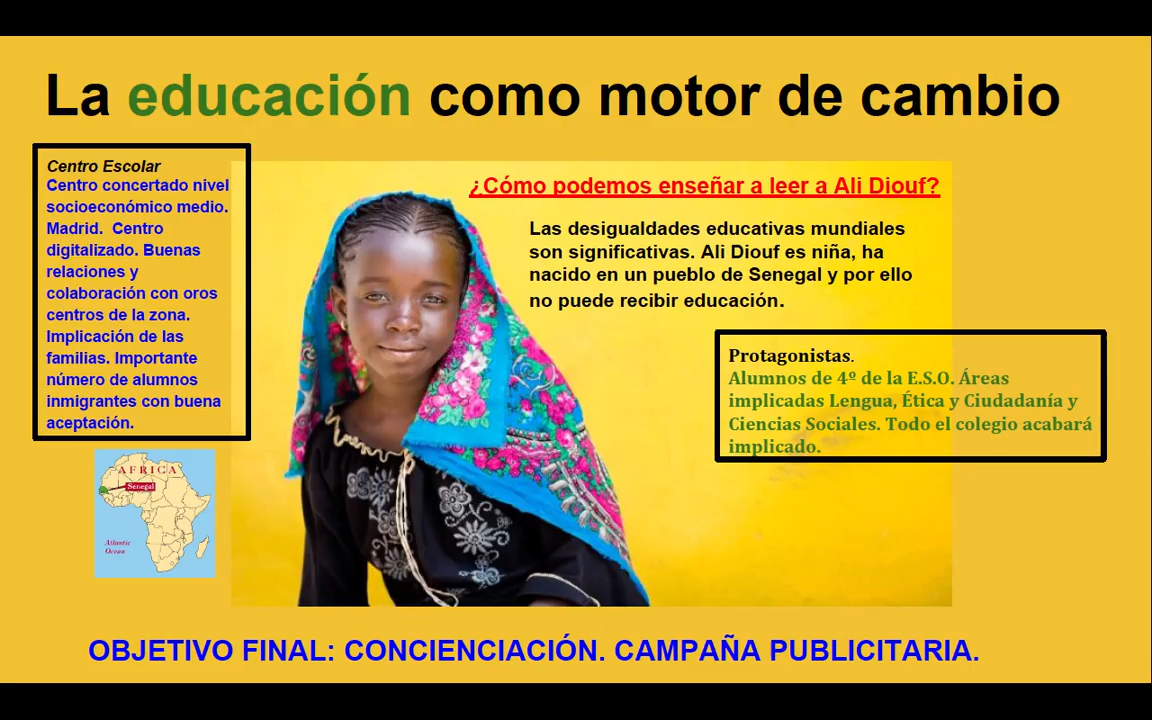 La educación como motor de cambio
Centro Escolar
Centro concertado nivel
socioeconómico medio.
Madrid.  Centro
digitalizado. Buenas
relaciones y
colaboración con oros
centros de la zona.
Implicación de las
familias. Importante
número de alumnos
inmigrantes con buena
aceptación.
¿Cómo podemos enseñar a leer a Ali Diouf?
Las desigualdades educativas mundiales
son significativas. Ali Diouf es niña, ha
nacido en un pueblo de Senegal y por ello
no puede recibir educación.
Protagonistas.
Alumnos de 4º de la E.S.O. Áreas
implicadas Lengua, Ética y Ciudadanía y
Ciencias Sociales. Todo el colegio acabará
implicado.
AFRICA
Senegal
Atlantic
Ocean
OBJETIVO FINAL: CONCIENCIACIÓN. CAMPAÑA PUBLICITARIA.